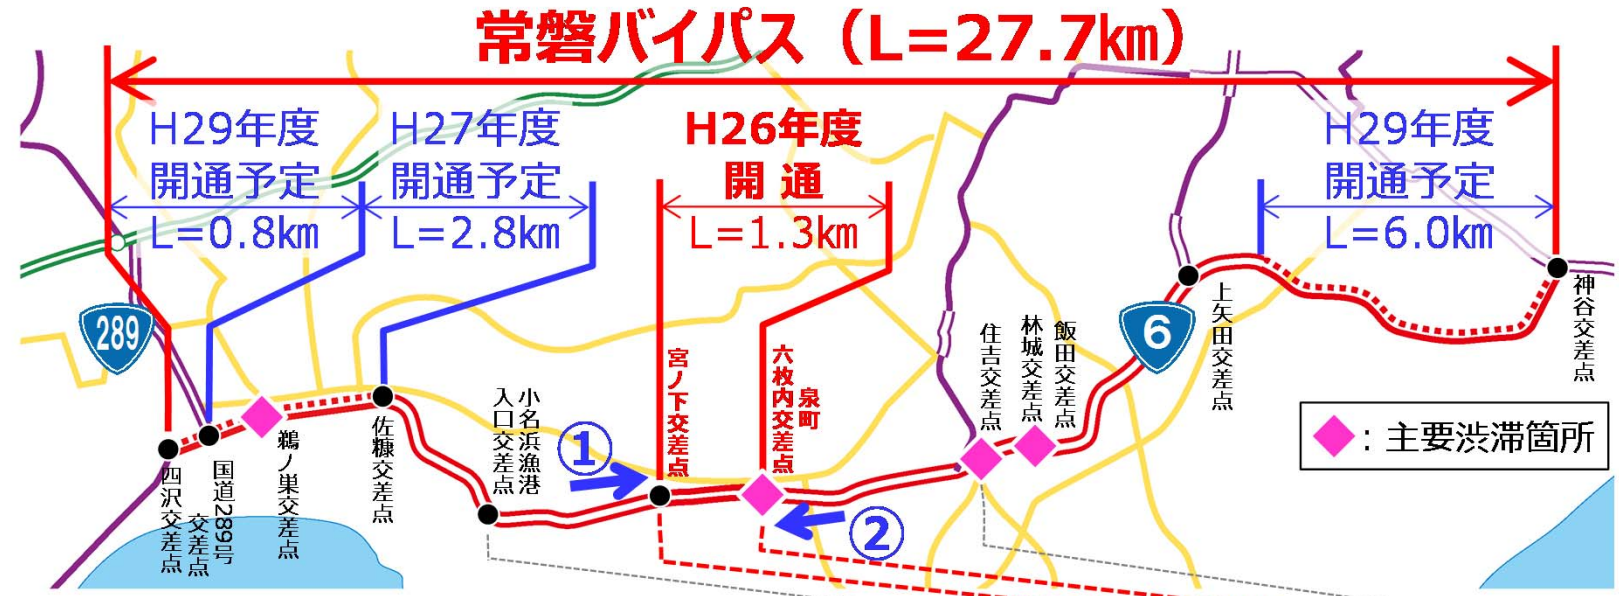 常磐バイパス（L=27.7㎞）
H29年度
開通予定
L=0.8㎞
H27年度
開通予定
L=2.8㎞
H26年度
開 通
L=1.3㎞
H29年度
開通予定
L=6.0㎞
289
6
四沢交差点
国道289号
交差点
鵜ノ巣交差点
佐糠交差点
小名浜漁港
入口交差点
①
宮ノ下交差点
泉町
六枚内交差点
②
住吉交差点
林城交差点
飯田交差点
上矢田交差点
神谷交差点
：主要渋滞箇所